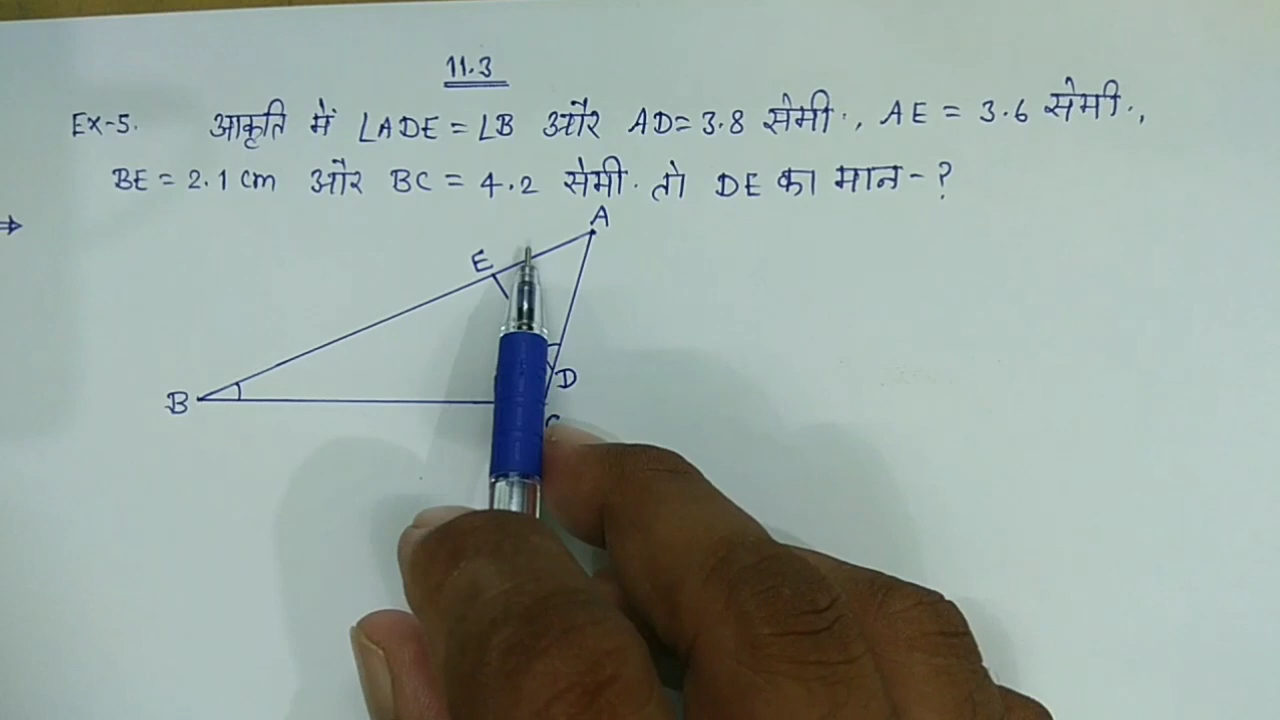 11.3
Ex-5. आकृति में ∠ADE = ∠B और AD = 3.8 सेमी., AE = 3.6 सेमी.,
BE = 2.1 cm और BC = 4.2 सेमी. तो DE का मान - ?
⇒
A
E
D
B
C